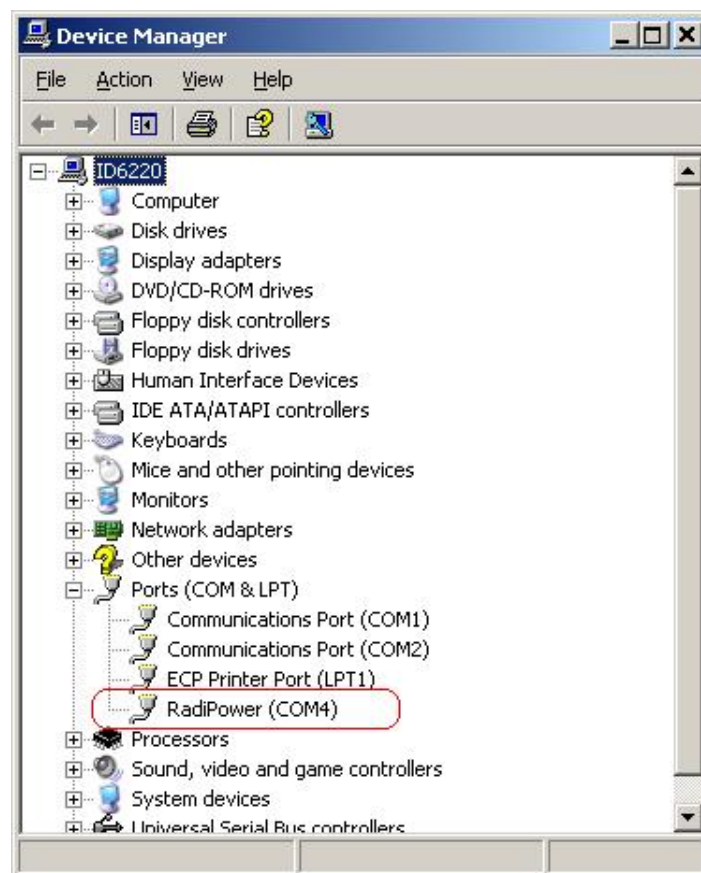 Device Manager
File Action View Help
ID6220
Computer
Disk drives
Display adapters
DVD/CD-ROM drives
Floppy disk controllers
Floppy disk drives
Human Interface Devices
IDE ATA/ATAPI controllers
Keyboards
Mice and other pointing devices
Monitors
Network adapters
Other devices
Ports (COM & LPT)
Communications Port (COM1)
Communications Port (COM2)
ECP Printer Port (LPT1)
RadiPower (COM4)
Processors
Sound, video and game controllers
System devices
Universal Serial Bus controllers